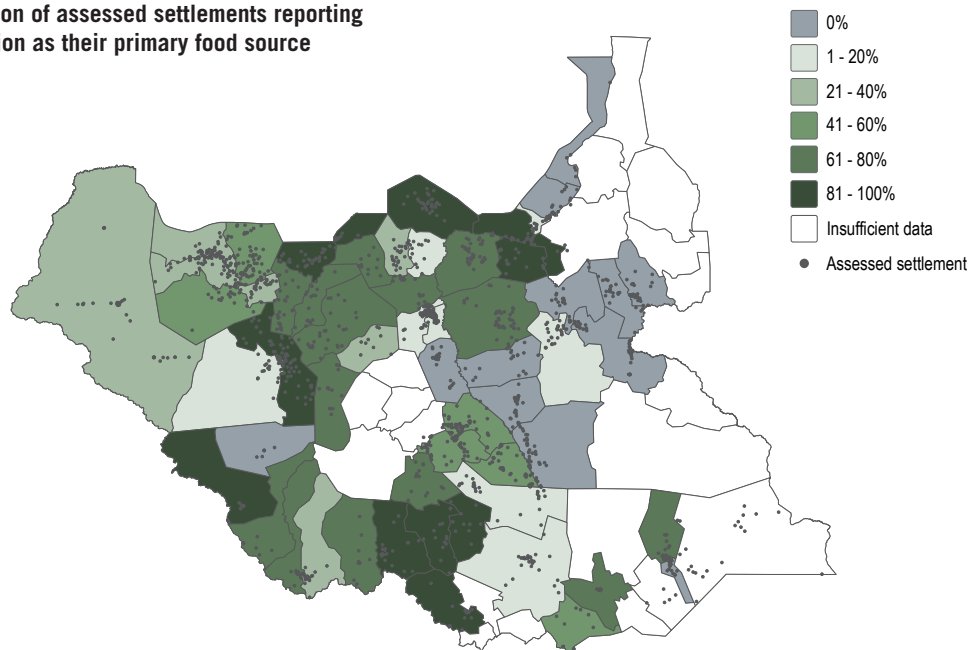 on of assessed settlements reporting
ion as their primary food source
0%
1 - 20%
21 - 40%
41 - 60%
61 - 80%
81 - 100%
Insufficient data
Assessed settlement